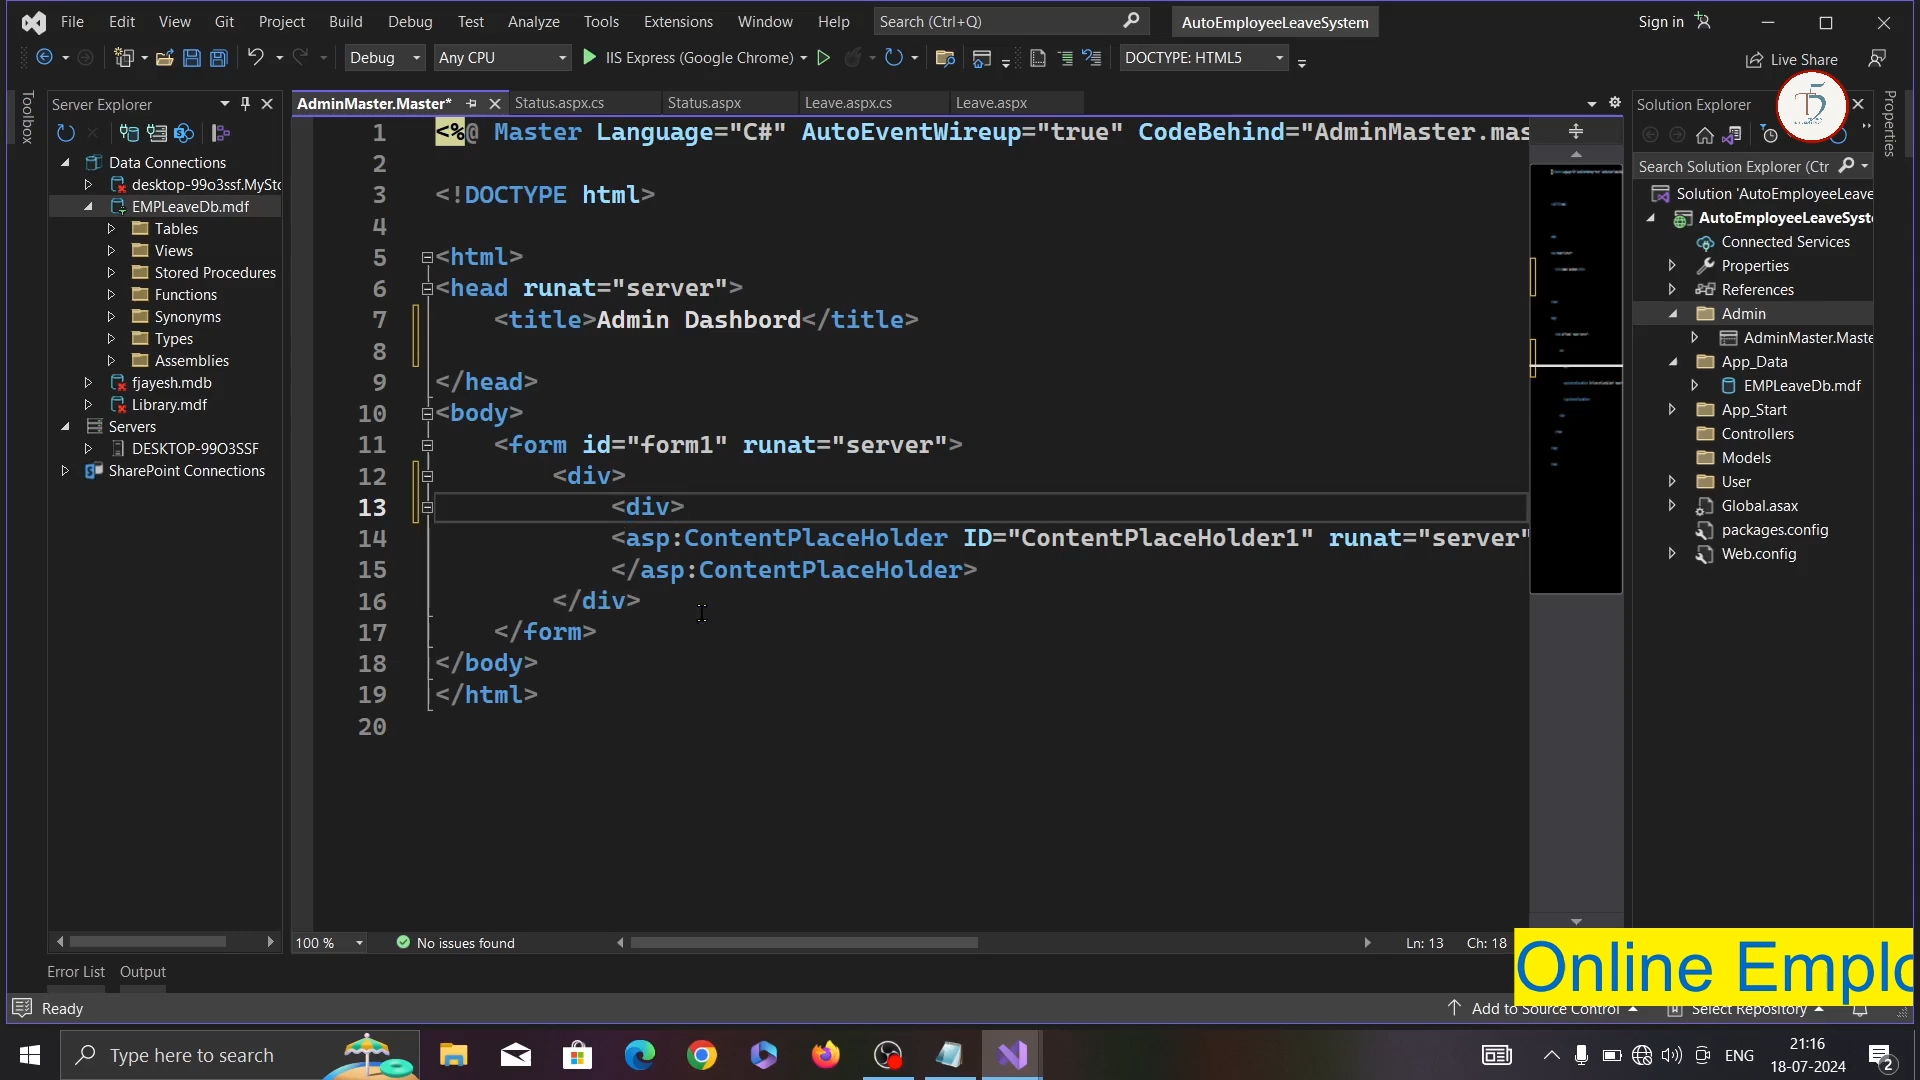 File Edit View Git Project Build Debug Test Analyze Tools Extensions Window Help Search (Ctrl+Q) AutoEmployeeLeaveSystem Sign in
Debug Any CPU IIS Express (Google Chrome) DOCTYPE: HTML5 Live Share
Toolbox
Server Explorer
Data Connections
desktop-99o3ssf.MySto
EMPLeaveDb.mdf
Tables
Views
Stored Procedures
Functions
Synonyms
Types
Assemblies
fjayesh.mdb
Library.mdf
Servers
DESKTOP-99O3SSF
SharePoint Connections
AdminMaster.Master* Status.aspx.cs Status.aspx Leave.aspx.cs Leave.aspx
1 <%@ Master Language="C#" AutoEventWireup="true" CodeBehind="AdminMaster.mas
2
3 <!DOCTYPE html>
4
5 <html>
6 <head runat="server">
7 <title>Admin Dashbord</title>
8
9 </head>
10 <body>
11 <form id="form1" runat="server">
12 <div>
13 <div>
14 <asp:ContentPlaceHolder ID="ContentPlaceHolder1" runat="server"
15 </asp:ContentPlaceHolder>
16 </div>
17 </form>
18 </body>
19 </html>
20
100 % No issues found Ln: 13 Ch: 18
Solution Explorer
Properties
Search Solution Explorer (Ctr
Solution 'AutoEmployeeLeave
AutoEmployeeLeaveSyste
Connected Services
Properties
References
Admin
AdminMaster.Maste
App_Data
EMPLeaveDb.mdf
App_Start
Controllers
Models
User
Global.asax
packages.config
Web.config
Error List Output
Online Emplo
Ready Add to Source Control Select Repository
Type here to search
ENG
21:16
18-07-2024
2